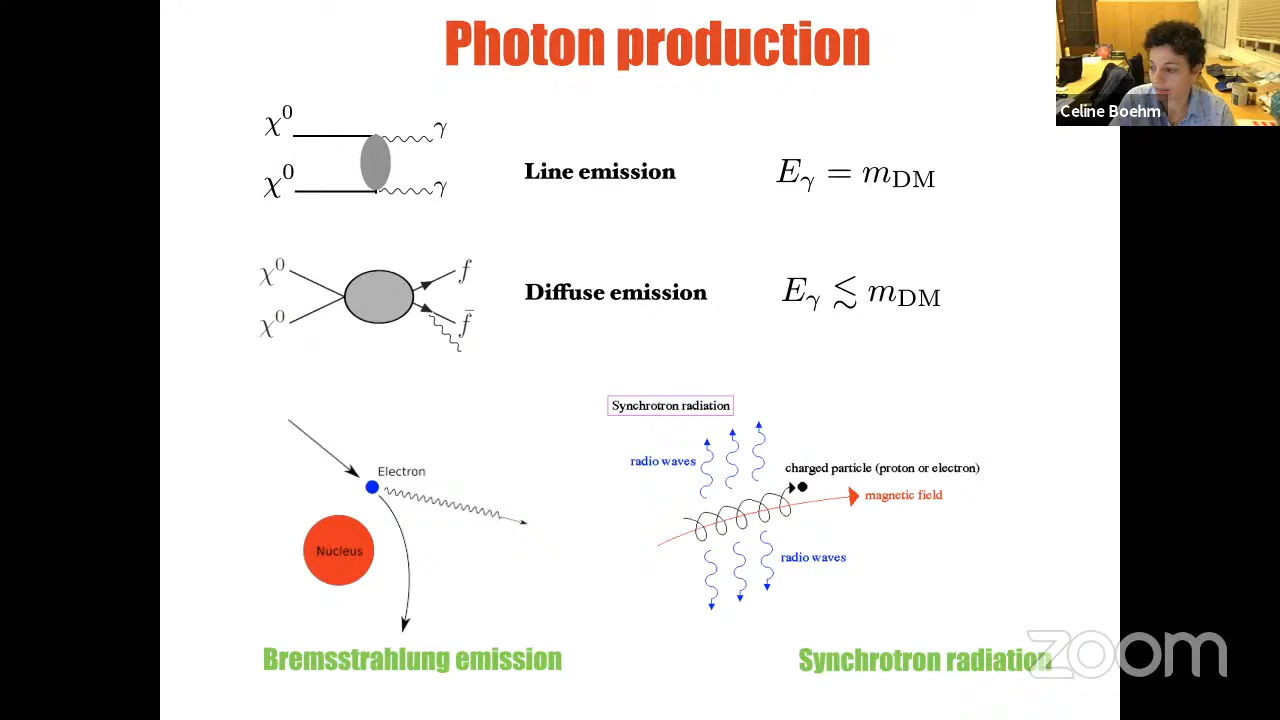 Photon production
Celine Boehm
χ⁰ γ
χ⁰ γ
Line emission
E_γ = m_DM
χ⁰ f
χ⁰ f̄
Diffuse emission
E_γ ≲ m_DM
Synchrotron radiation
radio waves
charged particle (proton or electron)
magnetic field
radio waves
Electron
Nucleus
Bremsstrahlung emission
Synchrotron radiation
zoom